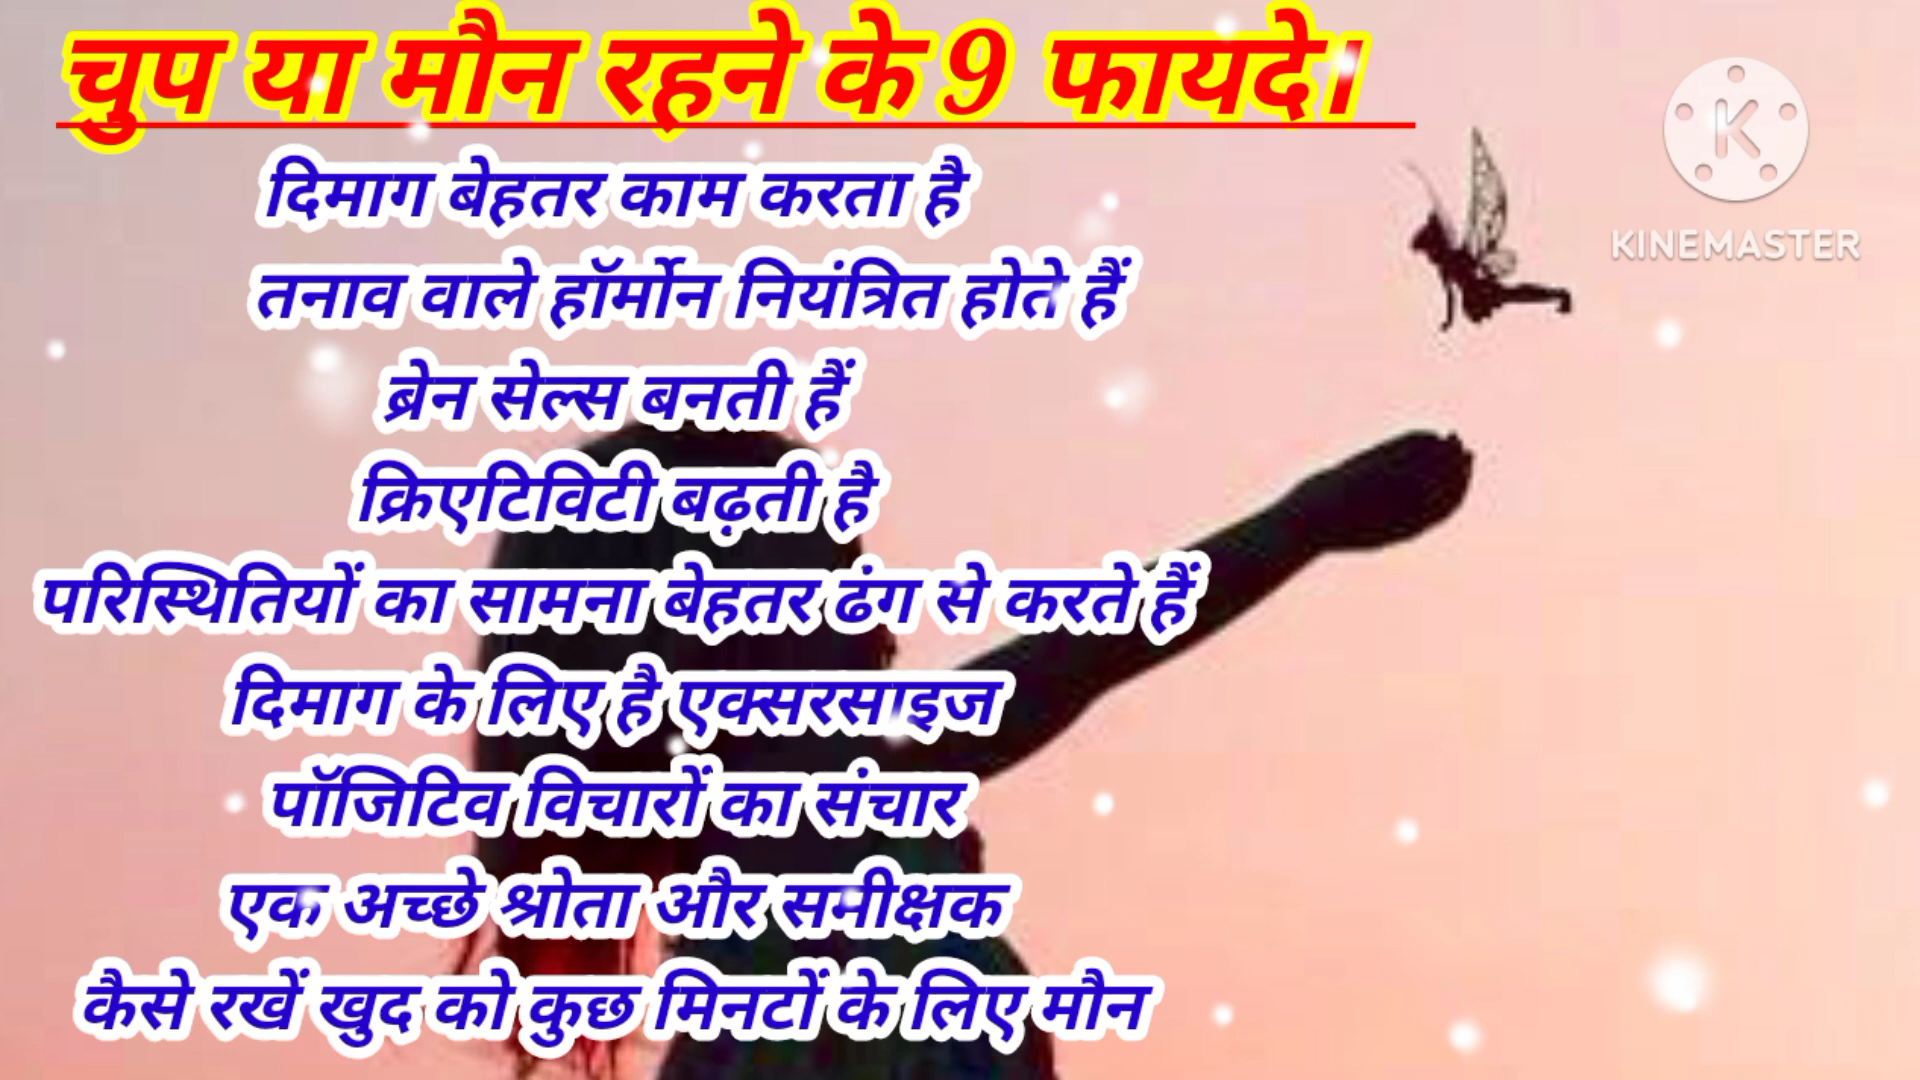 चुप या मौन रहने के 9 फायदे।
दिमाग बेहतर काम करता है
तनाव वाले हॉर्मोन नियंत्रित होते हैं
ब्रेन सेल्स बनती हैं
क्रिएटिविटी बढ़ती है
परिस्थितियों का सामना बेहतर ढंग से करते हैं
दिमाग के लिए है एक्सरसाइज
पॉजिटिव विचारों का संचार
एक अच्छे श्रोता और समीक्षक
कैसे रखें खुद को कुछ मिनटों के लिए मौन
K
KINEMASTER